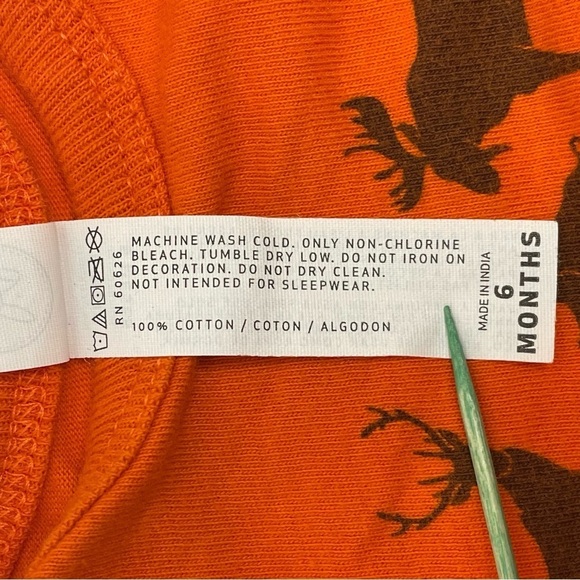 MACHINE WASH COLD. ONLY NON-CHLORINE
BLEACH. TUMBLE DRY LOW. DO NOT IRON ON
DECORATION. DO NOT DRY CLEAN.
NOT INTENDED FOR SLEEPWEAR.
100% COTTON / COTON / ALGODON
RN 60626
MADE IN INDIA
6
MONTHS